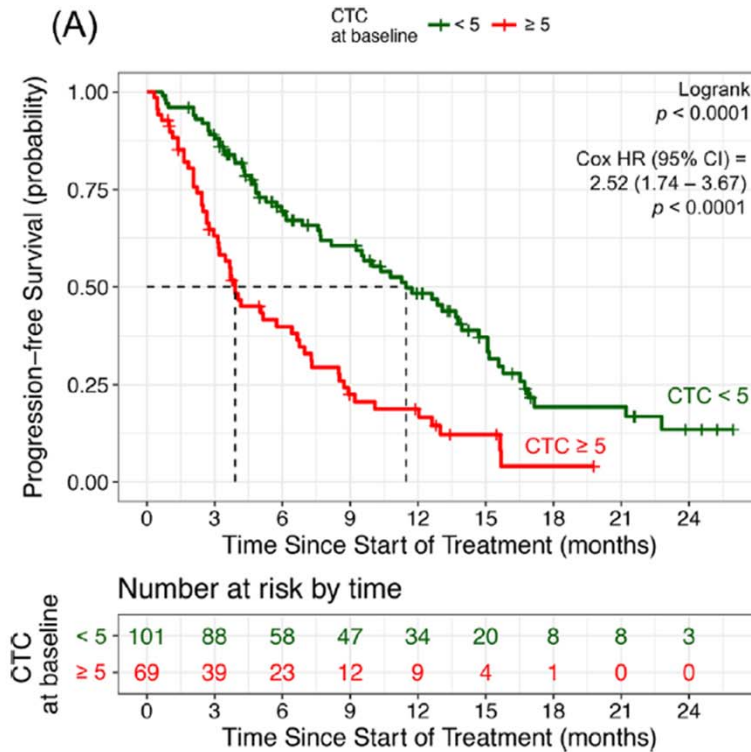 (A)
CTC
at baseline
< 5
≥ 5
Progression-free Survival (probability)
1.00
0.75
0.50
0.25
0.00
Logrank
p < 0.0001
Cox HR (95% CI) =
2.52 (1.74 – 3.67)
p < 0.0001
CTC < 5
CTC ≥ 5
0 3 6 9 12 15 18 21 24
Time Since Start of Treatment (months)
Number at risk by time
CTC
at baseline
< 5 101 88 58 47 34 20 8 8 3
≥ 5 69 39 23 12 9 4 1 0 0
0 3 6 9 12 15 18 21 24
Time Since Start of Treatment (months)